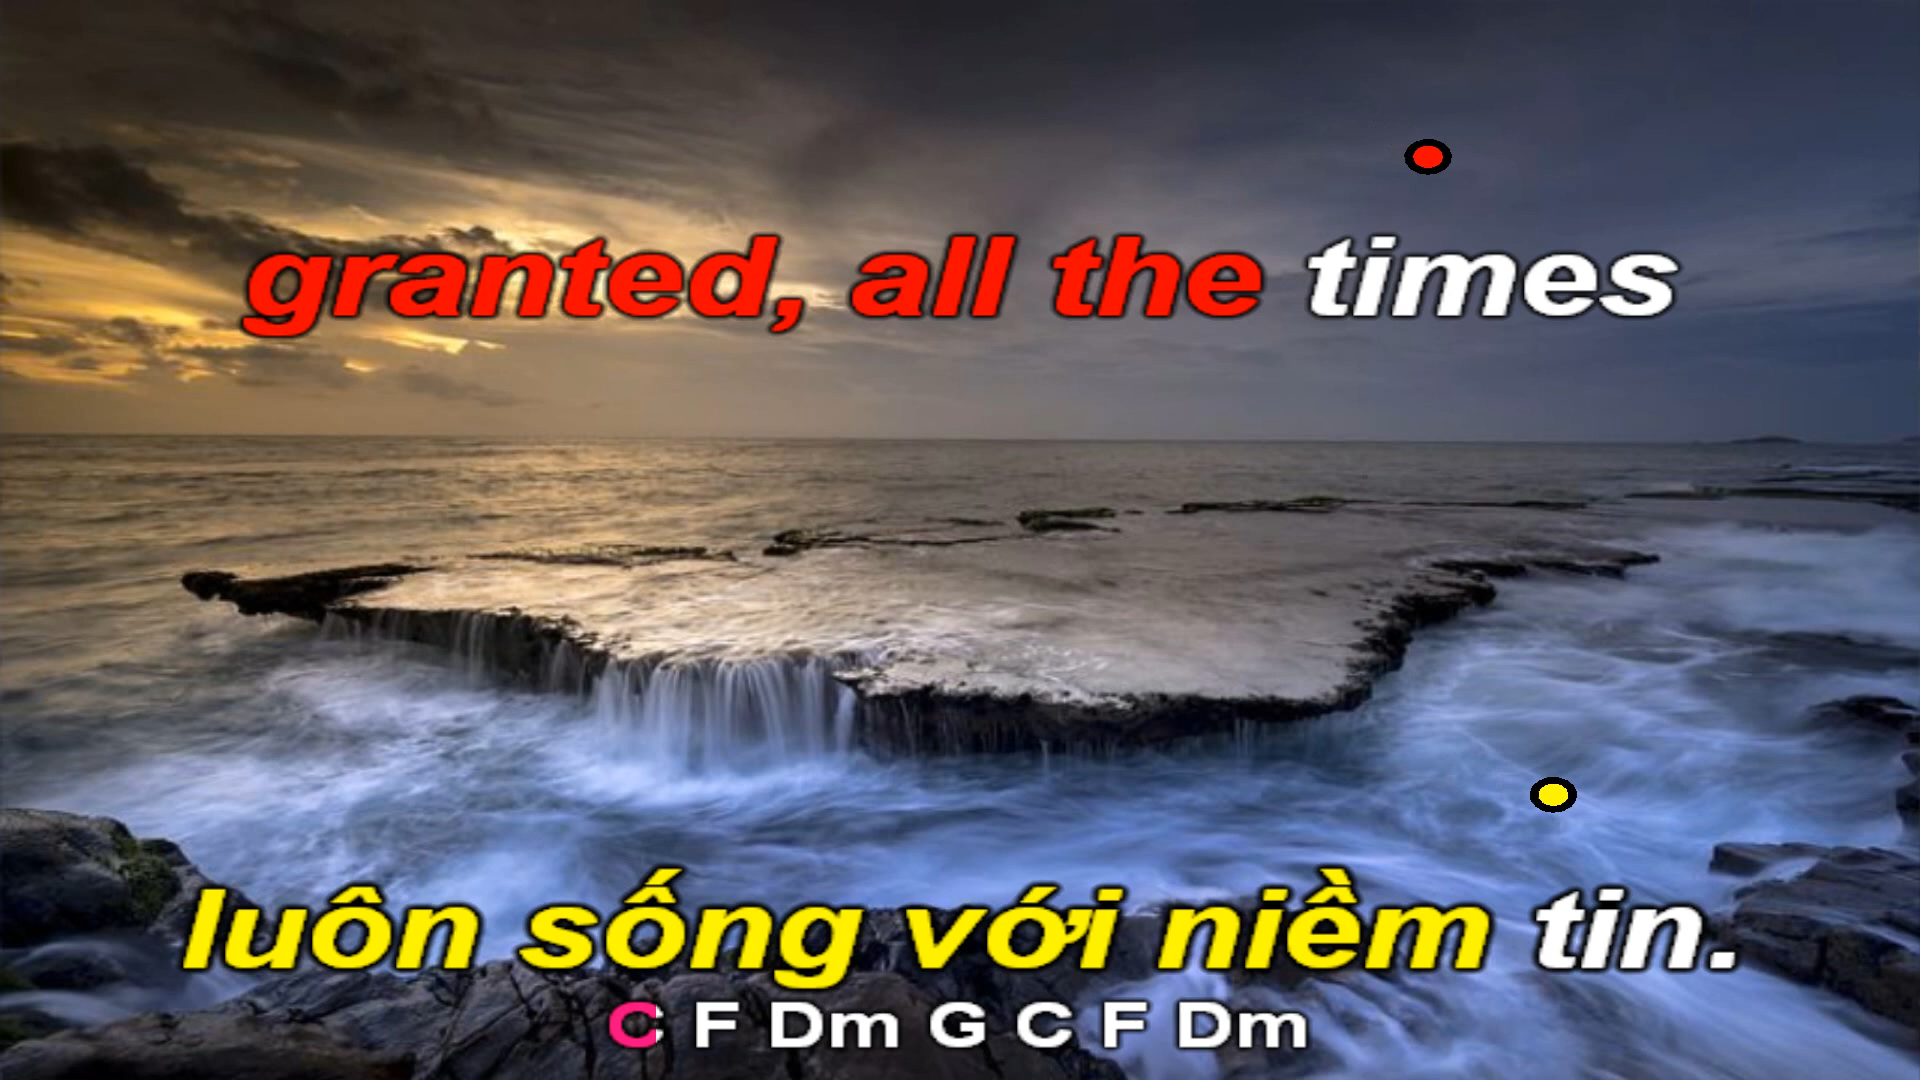 granted, all the times
luôn sống với niềm tin.
C F Dm G C F Dm